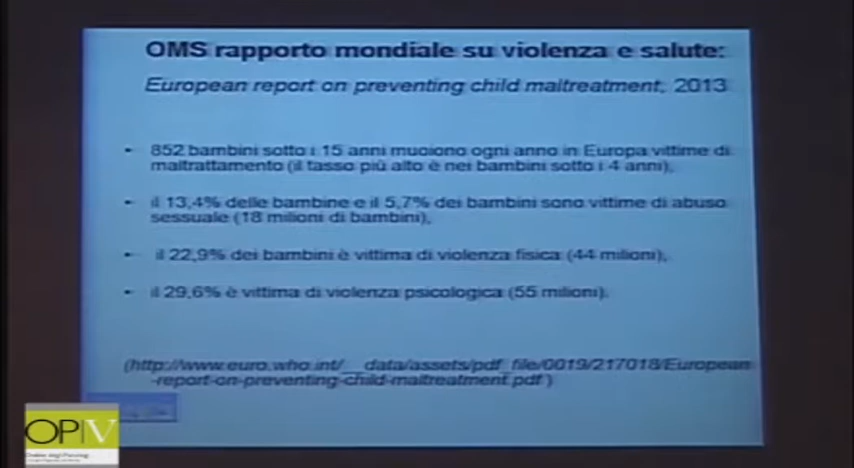 OMS rapporto mondiale su violenza e salute:
European report on preventing child maltreatment, 2013
• 852 bambini sotto i 15 anni muoiono ogni anno in Europa vittime di
maltrattamento (il tasso più alto è nei bambini sotto i 4 anni),
• il 13,4% delle bambine e il 5,7% dei bambini sono vittime di abuso
sessuale (18 milioni di bambini),
• il 22,9% dei bambini è vittima di violenza fisica (44 milioni),
• il 29,6% è vittima di violenza psicologica (55 milioni).
(http://www.euro.who.int/__data/assets/pdf_file/0019/217018/European
-report-on-preventing-child-maltreatment.pdf )
OPIV